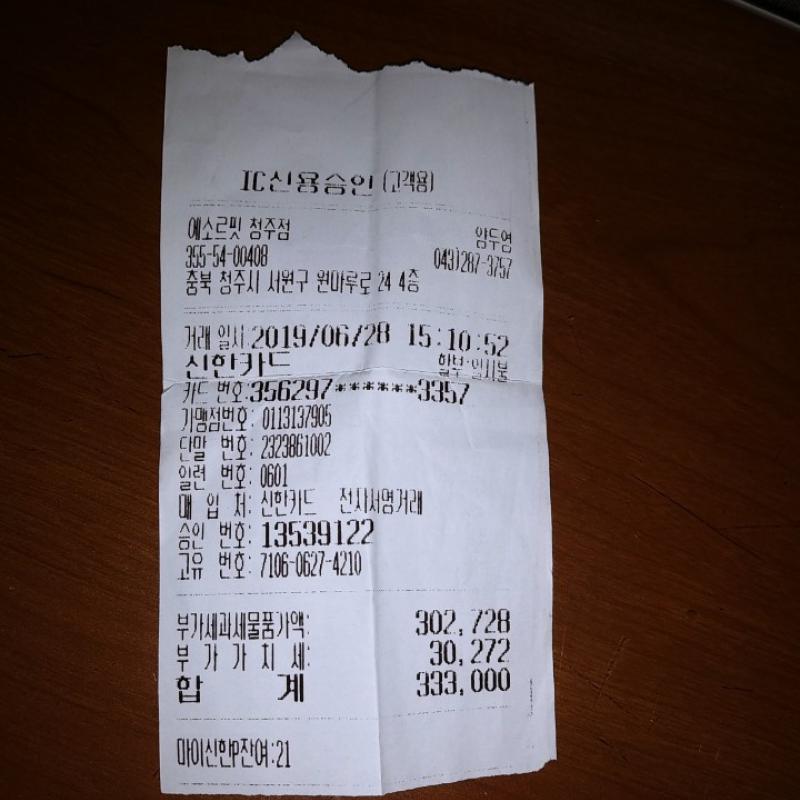 IC신용승인(고객용)
에소르핏 청주점
355-54-00408 043)287-3757
충북 청주시 서원구 원마루로 24 4층
거래 일시:2019/06/28 15:10:52
신한카드 할부:일시불
카드 번호:356297******3357
가맹점번호: 0113137905
단말 번호: 2323861002
일련 번호: 0601
매 입 처: 신한카드 전자서명거래
승인 번호: 13539122
고유 번호: 7106-0627-4210
부가세과세물품가액: 302,728
부 가 가 치 세: 30,272
합 계 333,000
마이신한P잔여:21